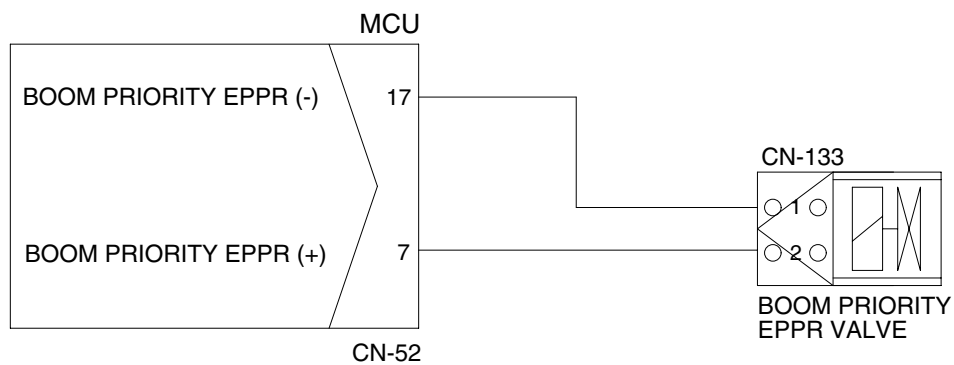 MCU
BOOM PRIORITY EPPR (-)
17
CN-133
1
BOOM PRIORITY EPPR (+)
7
2
BOOM PRIORITY
EPPR VALVE
CN-52